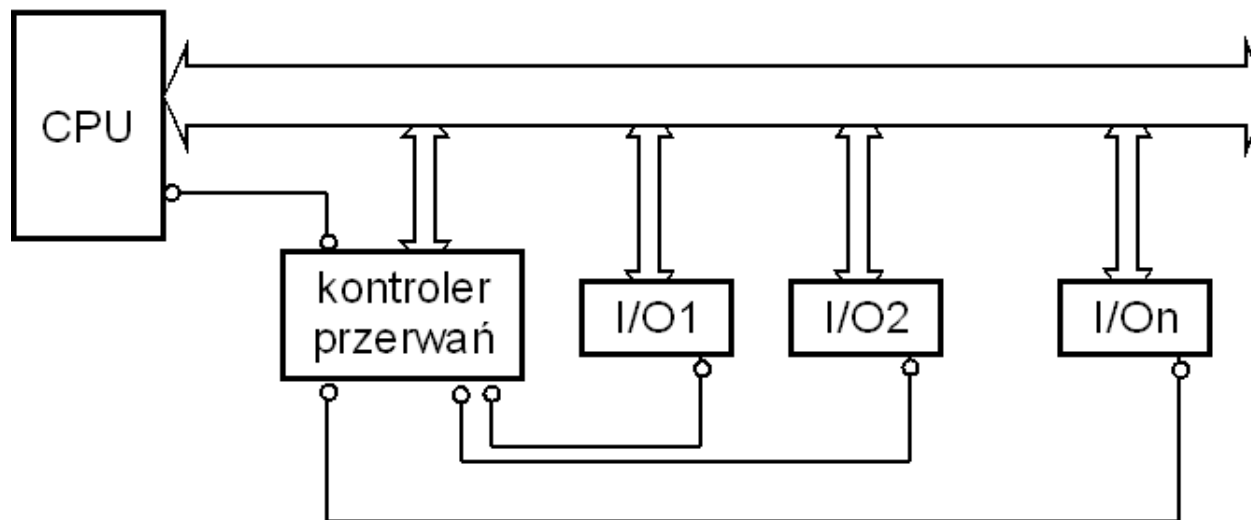 CPU
kontroler
przerwań
I/O1
I/O2
I/On